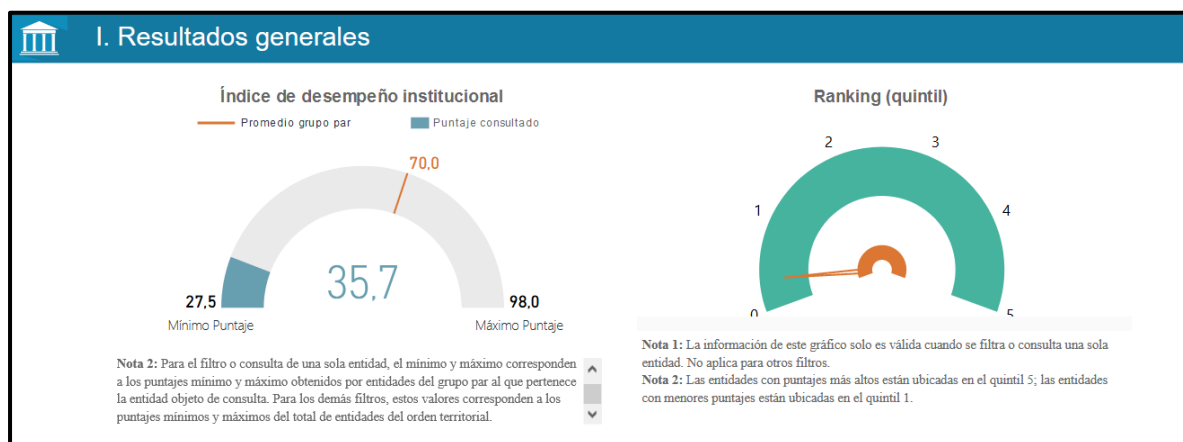 I. Resultados generales
Índice de desempeño institucional
Promedio grupo par
Puntaje consultado
70,0
35,7
27,5
98,0
Mínimo Puntaje
Máximo Puntaje
Nota 2: Para el filtro o consulta de una sola entidad, el mínimo y máximo corresponden
a los puntajes mínimo y máximo obtenidos por entidades del grupo par al que pertenece
la entidad objeto de consulta. Para los demás filtros, estos valores corresponden a los
puntajes mínimos y máximos del total de entidades del orden territorial.
Ranking (quintil)
2
3
1
4
0
5
Nota 1: La información de este gráfico solo es válida cuando se filtra o consulta una sola
entidad. No aplica para otros filtros.
Nota 2: Las entidades con puntajes más altos están ubicadas en el quintil 5; las entidades
con menores puntajes están ubicadas en el quintil 1.